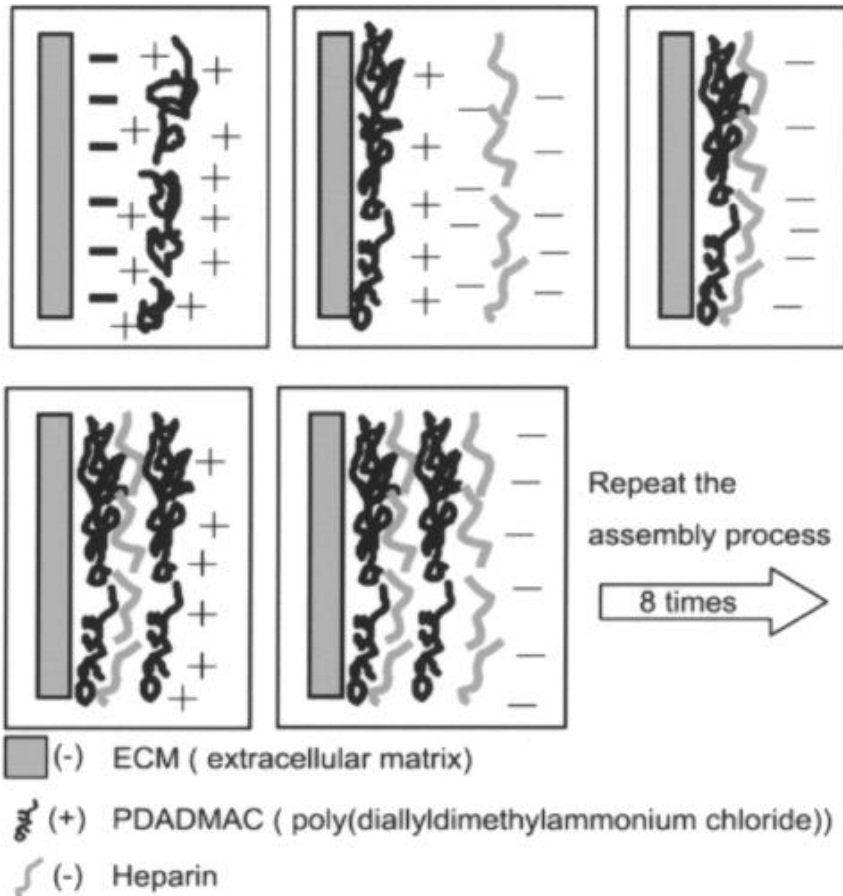 Repeat the
assembly process
8 times
(-) ECM ( extracellular matrix)
(+) PDADMAC ( poly(diallyldimethylammonium chloride))
(-) Heparin